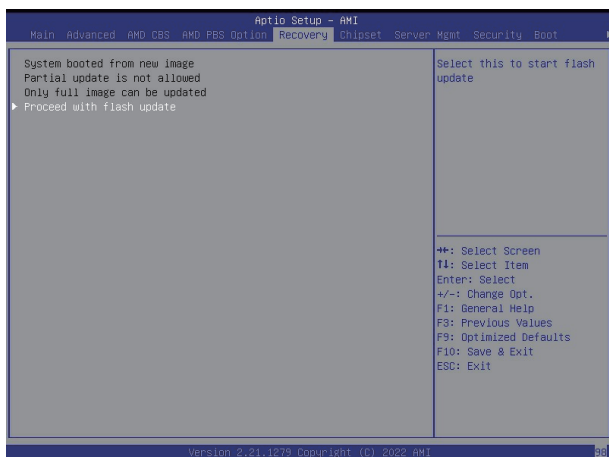 Aptio Setup – AMI
Main Advanced AMD CBS AMD PBS Option Recovery Chipset Server Mgmt Security Boot
System booted from new image
Partial update is not allowed
Only full image can be updated
Proceed with flash update
Select this to start flash
update
→←: Select Screen
↑↓: Select Item
Enter: Select
+/-: Change Opt.
F1: General Help
F3: Previous Values
F9: Optimized Defaults
F10: Save & Exit
ESC: Exit
Version 2.21.1279 Copyright (C) 2022 AMI